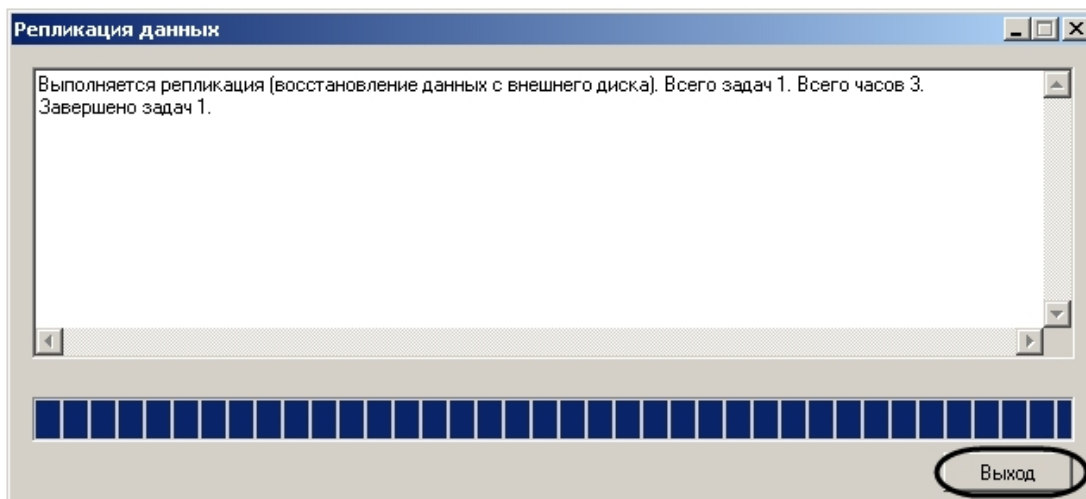 Репликация данных
Выполняется репликация (восстановление данных с внешнего диска). Всего задач 1. Всего часов 3.
Завершено задач 1.
Выход